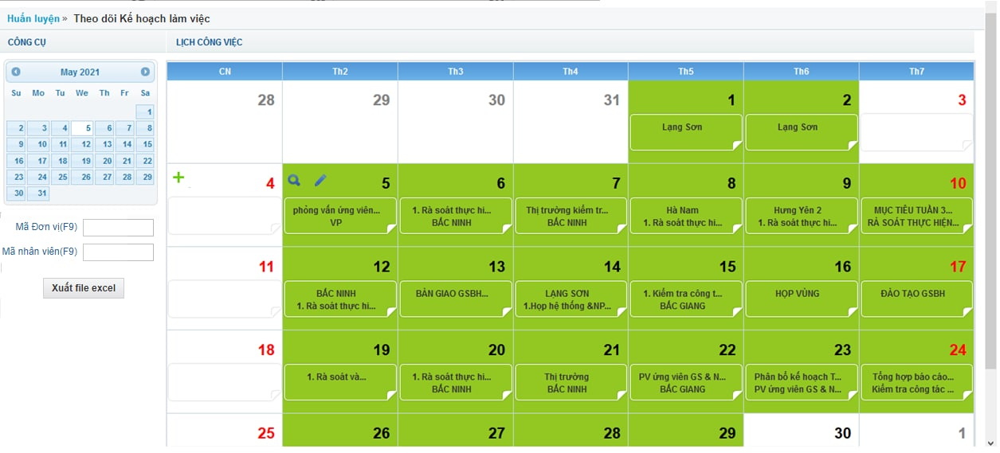 Huấn luyện » Theo dõi Kế hoạch làm việc
CÔNG CỤ
LỊCH CÔNG VIỆC
May 2021
Su Mo Tu We Th Fr Sa
1
2 3 4 5 6 7 8
9 10 11 12 13 14 15
16 17 18 19 20 21 22
23 24 25 26 27 28 29
30 31
Mã Đơn vị(F9)
Mã nhân viên(F9)
Xuất file excel
CN Th2 Th3 Th4 Th5 Th6 Th7
28 29 30 31 1 2 3
Lạng Sơn Lạng Sơn
4 5 6 7 8 9 10
phỏng vấn ứng viên... 1. Rà soát thực hi... Thị trường kiểm tr... Hà Nam Hưng Yên 2 MỤC TIÊU TUẦN 3...
VP BẮC NINH BẮC NINH 1. Rà soát thực hi... 1. Rà soát thực hi... RÀ SOÁT THỰC HIỆN...
11 12 13 14 15 16 17
BẮC NINH BÀN GIAO GSBH... LẠNG SƠN 1. Kiểm tra công t... HỌP VÙNG ĐÀO TẠO GSBH
1. Rà soát thực hi... 1.Họp hệ thống &NP... BẮC GIANG
18 19 20 21 22 23 24
1. Rà soát và... 1. Rà soát thực hi... Thị trường PV ứng viên GS & N... Phân bổ kế hoạch T... Tổng hợp báo cáo...
BẮC NINH BẮC NINH BẮC GIANG PV ứng viên GS & N... Kiểm tra công tác ...
25 26 27 28 29 30 1